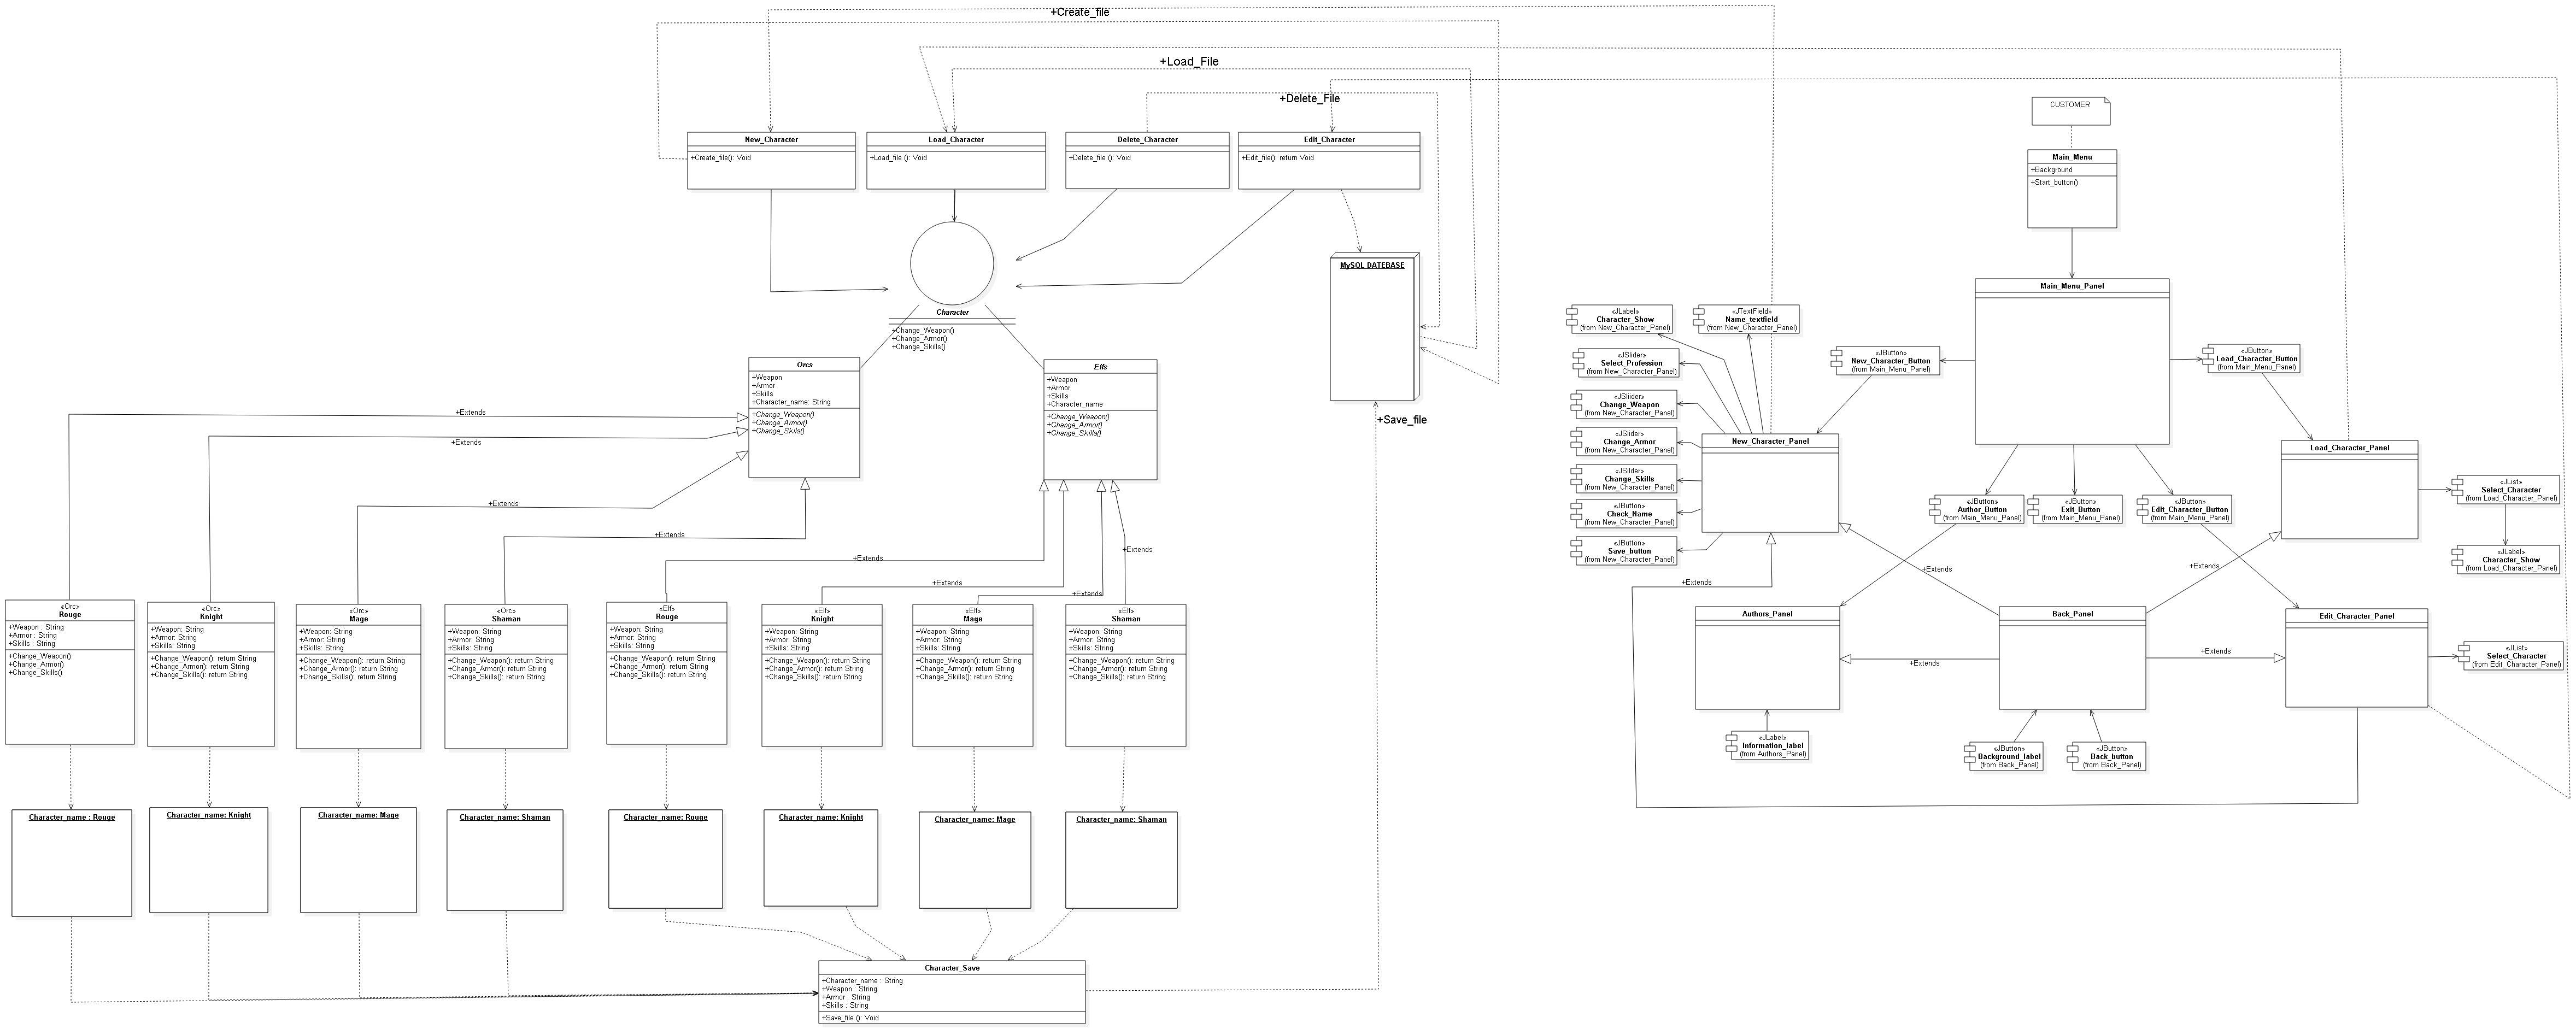 +Create_file
+Load_File
+Delete_File
CUSTOMER
New_Character
+Create_file(): Void
Load_Character
+Load_file (): Void
Delete_Character
+Delete_file (): Void
Edit_Character
+Edit_file(): return Void
Main_Menu
+Background
+Start_button()
Character
+Change_Weapon()
+Change_Armor()
+Change_Skills()
MySQL DATEBASE
+Save_file
Main_Menu_Panel
«JLabel»
Character_Show
(from New_Character_Panel)
«JTextField»
Name_textfield
(from New_Character_Panel)
«JSlider»
Select_Profession
(from New_Character_Panel)
«JButton»
New_Character_Button
(from Main_Menu_Panel)
«JButton»
Load_Character_Button
(from Main_Menu_Panel)
«JSliider»
Change_Weapon
(from New_Character_Panel)
«JSlider»
Change_Armor
(from New_Character_Panel)
«JSilder»
Change_Skills
(from New_Character_Panel)
«JButton»
Check_Name
(from New_Character_Panel)
«JButton»
Save_button
(from New_Character_Panel)
New_Character_Panel
Load_Character_Panel
«JButton»
Author_Button
(from Main_Menu_Panel)
«JButton»
Exit_Button
(from Main_Menu_Panel)
«JButton»
Edit_Character_Button
(from Main_Menu_Panel)
«JList»
Select_Character
(from Load_Character_Panel)
«JLabel»
Character_Show
(from Load_Character_Panel)
Orcs
+Weapon
+Armor
+Skills
+Character_name: String
+Change_Weapon()
+Change_Armor()
+Change_Skils()
Elfs
+Weapon
+Armor
+Skills
+Character_name
+Change_Weapon()
+Change_Armor()
+Change_Skills()
+Extends
+Extends
+Extends
+Extends
+Extends
+Extends
+Extends
+Extends
+Extends
+Extends
+Extends
+Extends
+Extends
Authors_Panel
Back_Panel
Edit_Character_Panel
«JList»
Select_Character
(from Edit_Character_Panel)
«JLabel»
Information_label
(from Authors_Panel)
«JButton»
Background_label
(from Back_Panel)
«JButton»
Back_button
(from Back_Panel)
«Orc»
Rouge
+Weapon : String
+Armor : String
+Skills : String
+Change_Weapon()
+Change_Armor()
+Change_Skills()
«Orc»
Knight
+Weapon: String
+Armor: String
+Skills: String
+Change_Weapon(): return String
+Change_Armor(): return String
+Change_Skills(): return String
«Orc»
Mage
+Weapon: String
+Armor: String
+Skills: String
+Change_Weapon(): return String
+Change_Armor(): return String
+Change_Skills(): return String
«Orc»
Shaman
+Weapon: String
+Armor: String
+Skills: String
+Change_Weapon(): return String
+Change_Armor(): return String
+Change_Skills(): return String
«Elf»
Rouge
+Weapon: String
+Armor: String
+Skills: String
+Change_Weapon(): return String
+Change_Armor(): return String
+Change_Skills(): return String
«Elf»
Knight
+Weapon: String
+Armor: String
+Skills: String
+Change_Weapon(): return String
+Change_Armor(): return String
+Change_Skills(): return String
«Elf»
Mage
+Weapon: String
+Armor: String
+Skills: String
+Change_Weapon(): return String
+Change_Armor(): return String
+Change_Skills(): return String
«Elf»
Shaman
+Weapon: String
+Armor: String
+Skills: String
+Change_Weapon(): return String
+Change_Armor(): return String
+Change_Skills(): return String
Character_name : Rouge
Character_name: Knight
Character_name: Mage
Character_name: Shaman
Character_name: Rouge
Character_name: Knight
Character_name: Mage
Character_name: Shaman
Character_Save
+Character_name : String
+Weapon : String
+Armor : String
+Skills : String
+Save_file (): Void